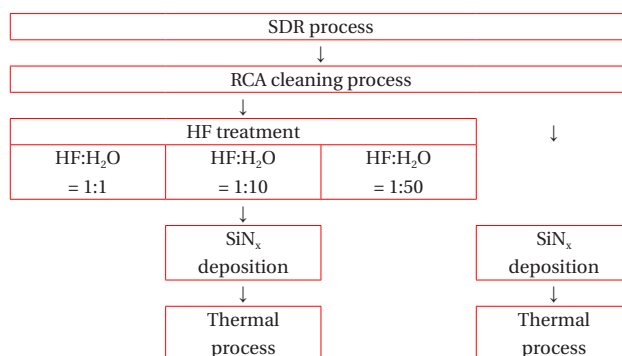 SDR process
↓
RCA cleaning process
↓
HF treatment ↓
HF:H₂O HF:H₂O HF:H₂O
= 1:1 = 1:10 = 1:50
↓
SiNₓ SiNₓ
deposition deposition
↓ ↓
Thermal Thermal
process process